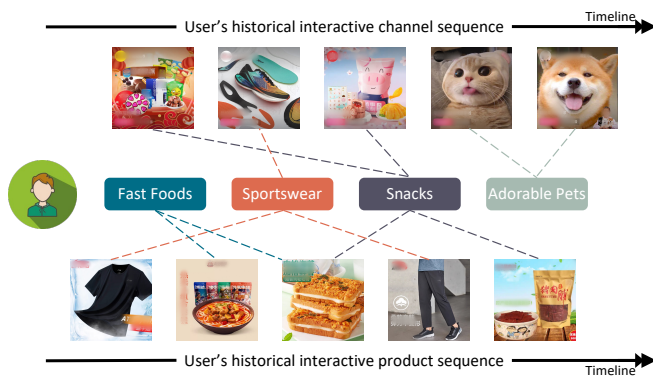 Timeline
User's historical interactive channel sequence
Fast Foods
Sportswear
Snacks
Adorable Pets
User's historical interactive product sequence
Timeline